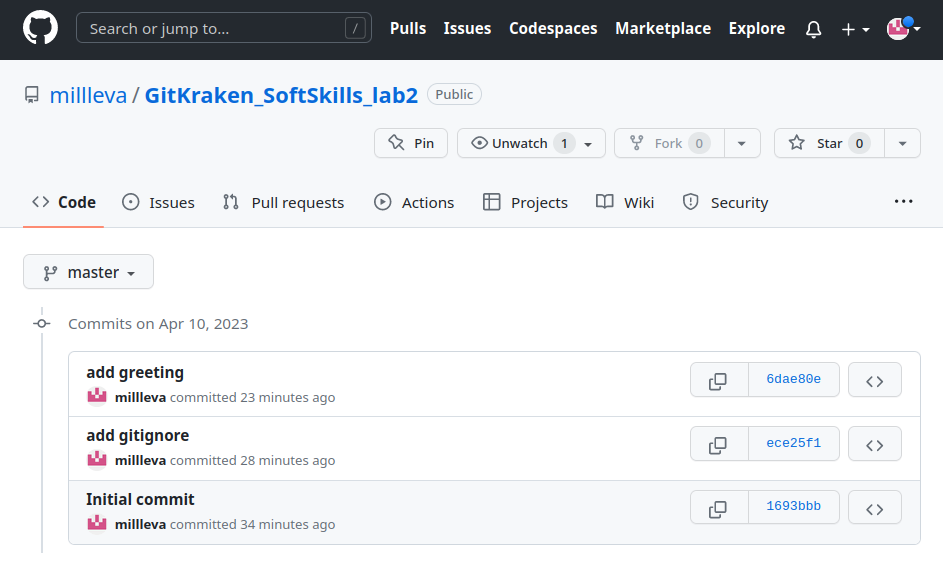 Search or jump to... /
Pulls Issues Codespaces Marketplace Explore
millleva / GitKraken_SoftSkills_lab2 Public
Pin Unwatch 1 Fork 0 Star 0
Code Issues Pull requests Actions Projects Wiki Security ...
master
Commits on Apr 10, 2023
add greeting
millleva committed 23 minutes ago
6dae80e
add gitignore
millleva committed 28 minutes ago
ece25f1
Initial commit
millleva committed 34 minutes ago
1693bbb